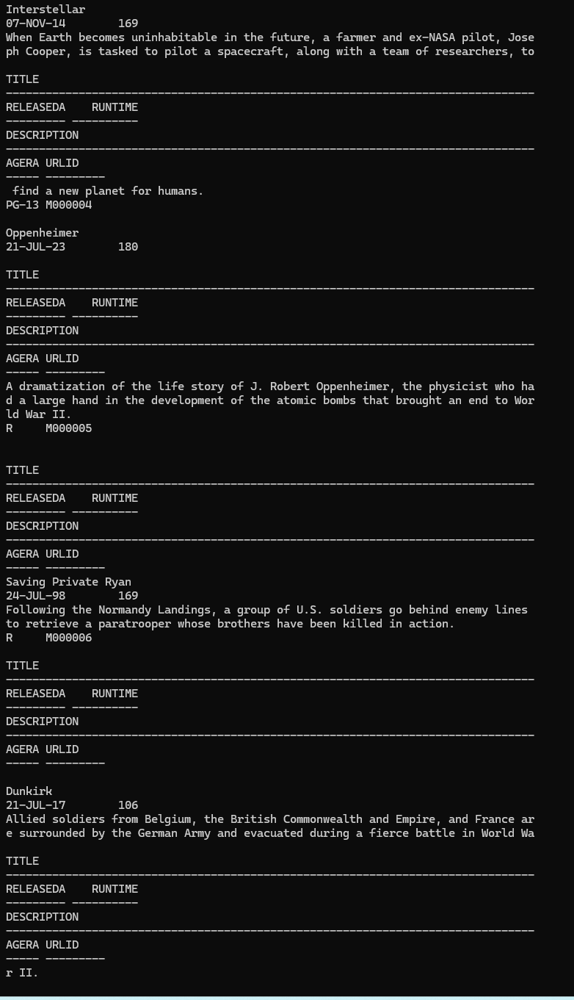 Interstellar
07-NOV-14        169
When Earth becomes uninhabitable in the future, a farmer and ex-NASA pilot, Jose
ph Cooper, is tasked to pilot a spacecraft, along with a team of researchers, to

TITLE
--------------------------------------------------------------------------------
RELEASEDA    RUNTIME
--------- ----------
DESCRIPTION
--------------------------------------------------------------------------------
AGERA URLID
----- ---------
 find a new planet for humans.
PG-13 M000004

Oppenheimer
21-JUL-23        180

TITLE
--------------------------------------------------------------------------------
RELEASEDA    RUNTIME
--------- ----------
DESCRIPTION
--------------------------------------------------------------------------------
AGERA URLID
----- ---------
A dramatization of the life story of J. Robert Oppenheimer, the physicist who ha
d a large hand in the development of the atomic bombs that brought an end to Wor
ld War II.
R     M000005


TITLE
--------------------------------------------------------------------------------
RELEASEDA    RUNTIME
--------- ----------
DESCRIPTION
--------------------------------------------------------------------------------
AGERA URLID
----- ---------
Saving Private Ryan
24-JUL-98        169
Following the Normandy Landings, a group of U.S. soldiers go behind enemy lines
to retrieve a paratrooper whose brothers have been killed in action.
R     M000006

TITLE
--------------------------------------------------------------------------------
RELEASEDA    RUNTIME
--------- ----------
DESCRIPTION
--------------------------------------------------------------------------------
AGERA URLID
----- ---------

Dunkirk
21-JUL-17        106
Allied soldiers from Belgium, the British Commonwealth and Empire, and France ar
e surrounded by the German Army and evacuated during a fierce battle in World Wa

TITLE
--------------------------------------------------------------------------------
RELEASEDA    RUNTIME
--------- ----------
DESCRIPTION
--------------------------------------------------------------------------------
AGERA URLID
----- ---------
r II.